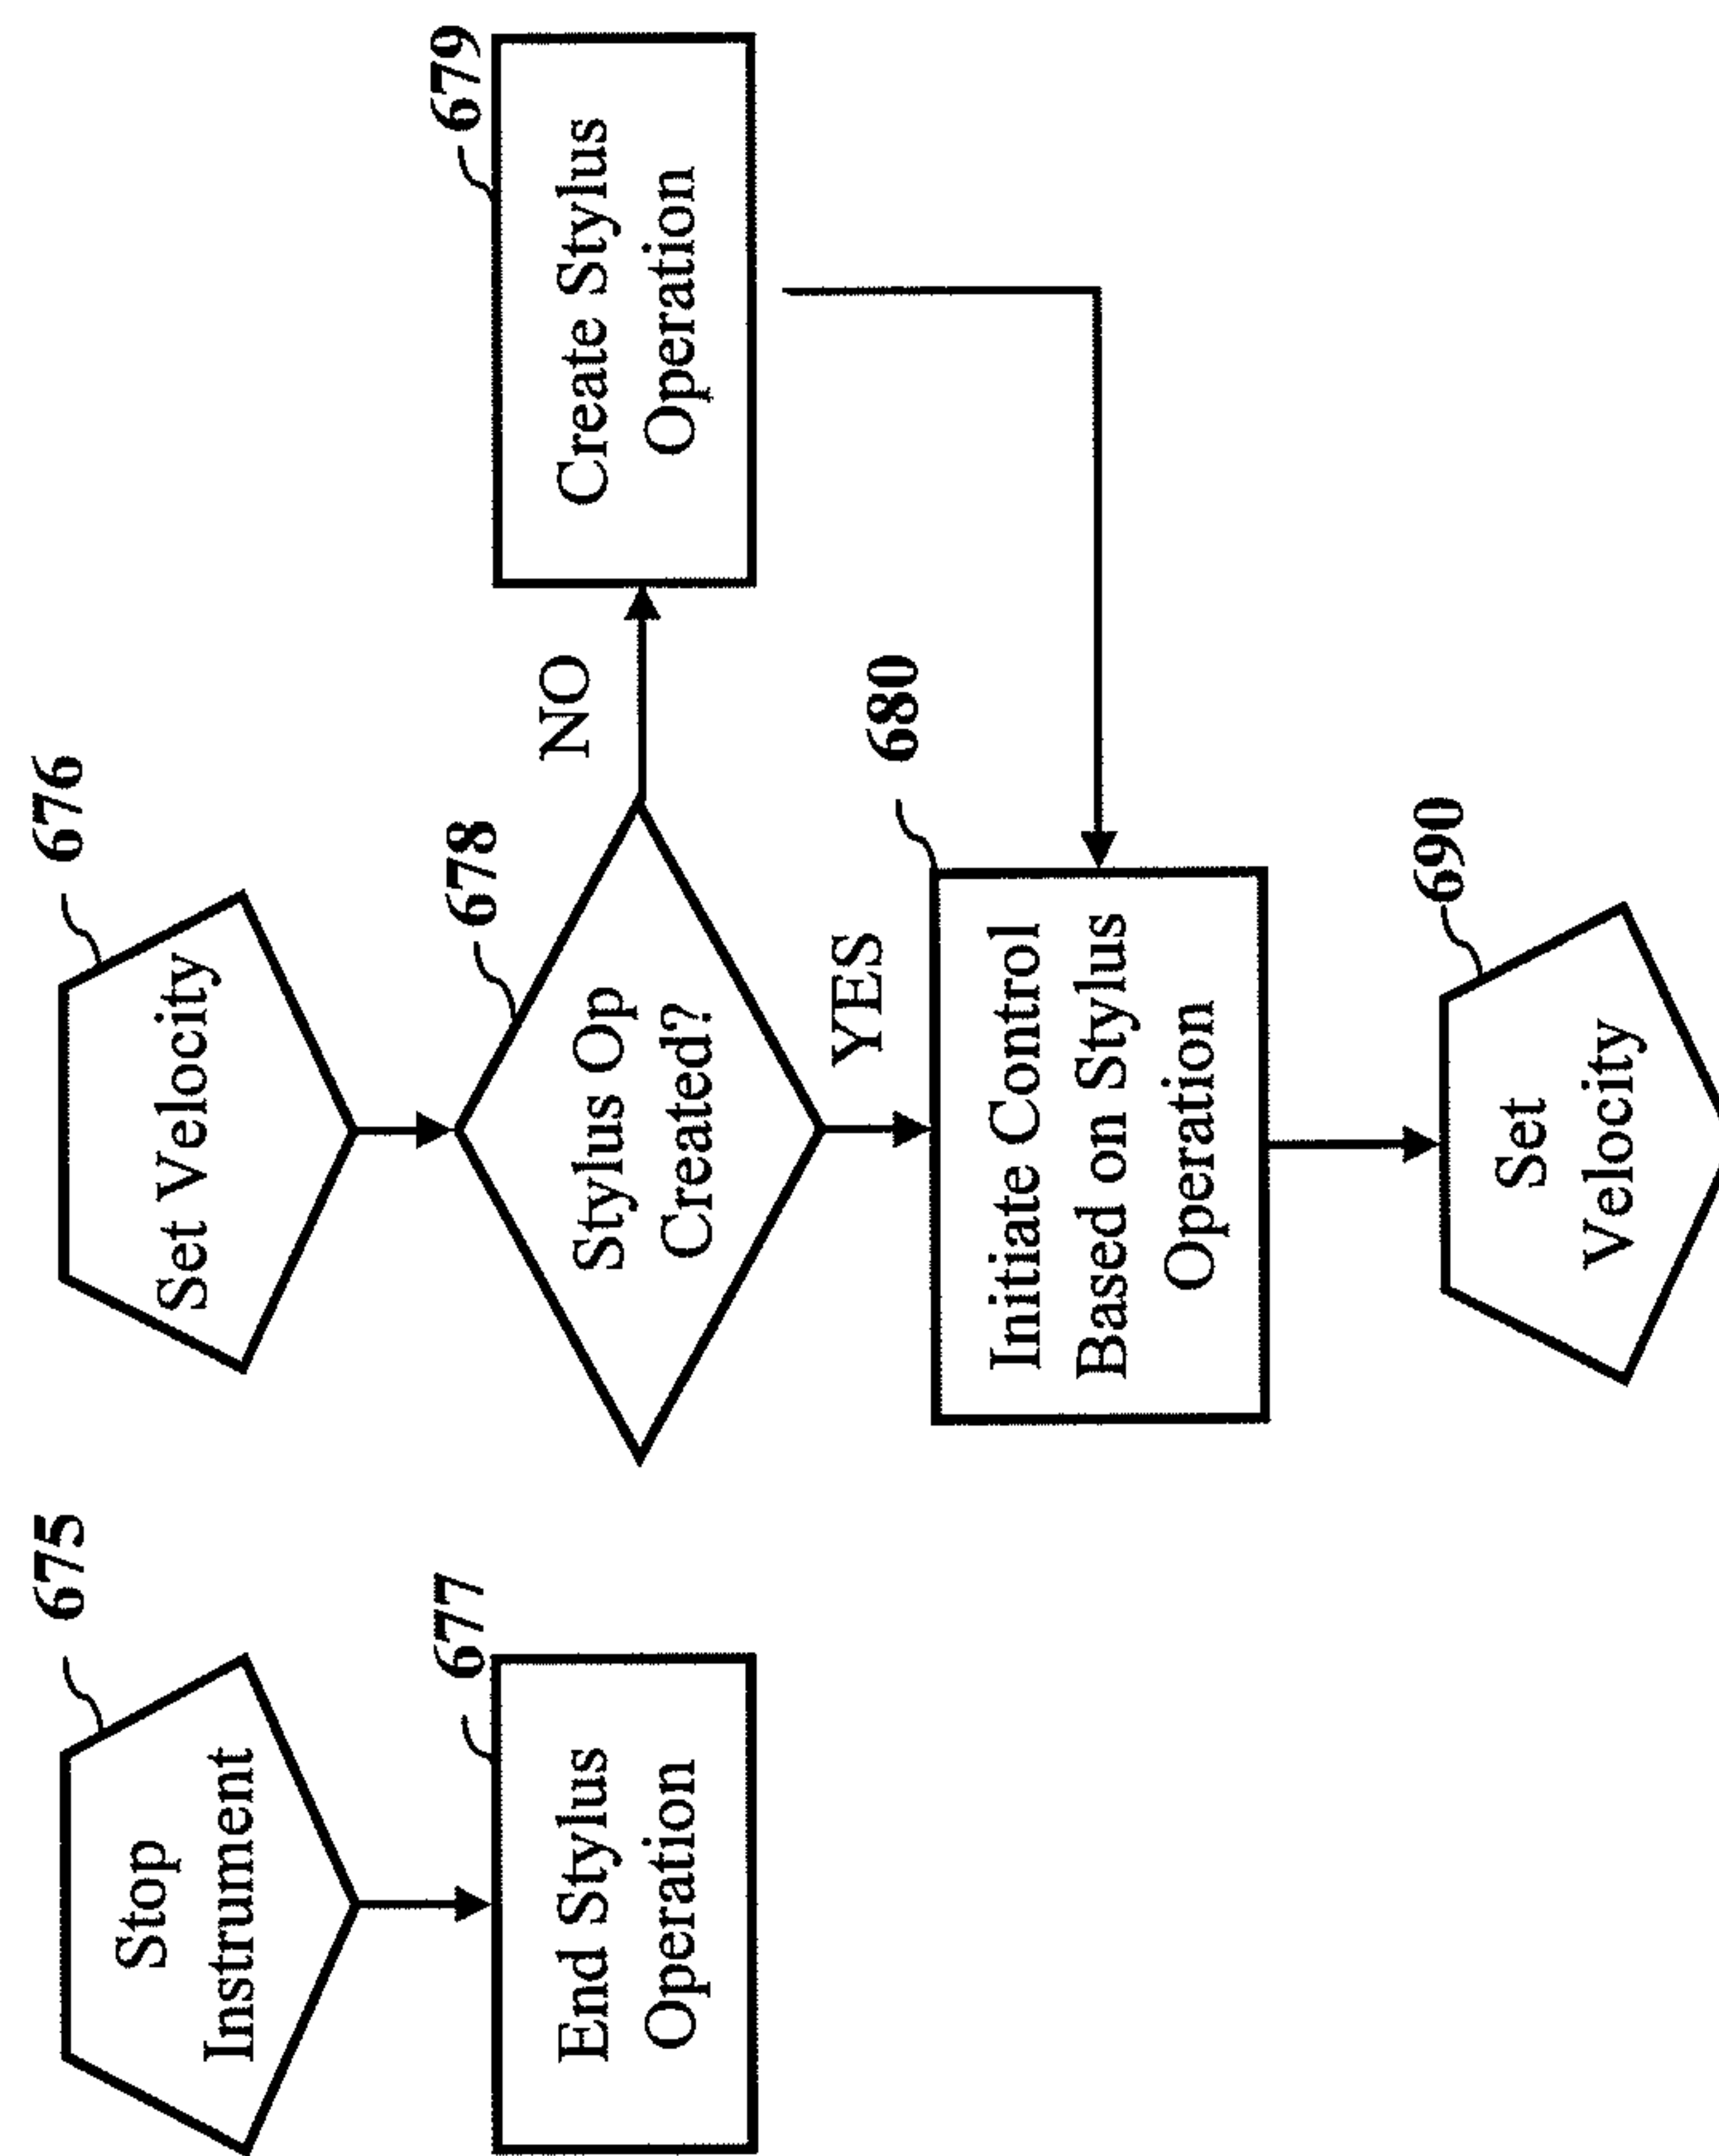 675
Stop
Instrument
676
Set Velocity
677
End Stylus
Operation
678
Stylus Op
Created?
NO
679
Create Stylus
Operation
YES
680
Initiate Control
Based on Stylus
Operation
690
Set
Velocity